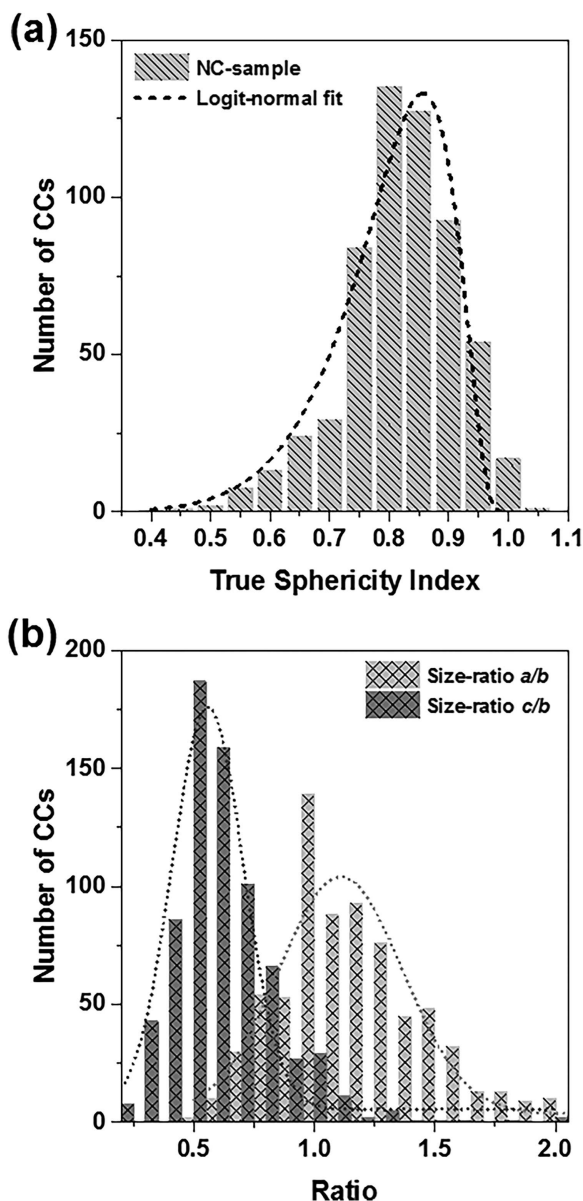 (a)
150
100
50
0
NC-sample
Logit-normal fit
Number of CCs
0.4 0.5 0.6 0.7 0.8 0.9 1.0 1.1
True Sphericity Index
(b)
200
150
100
50
0
Size-ratio a/b
Size-ratio c/b
Number of CCs
0.5 1.0 1.5 2.0
Ratio